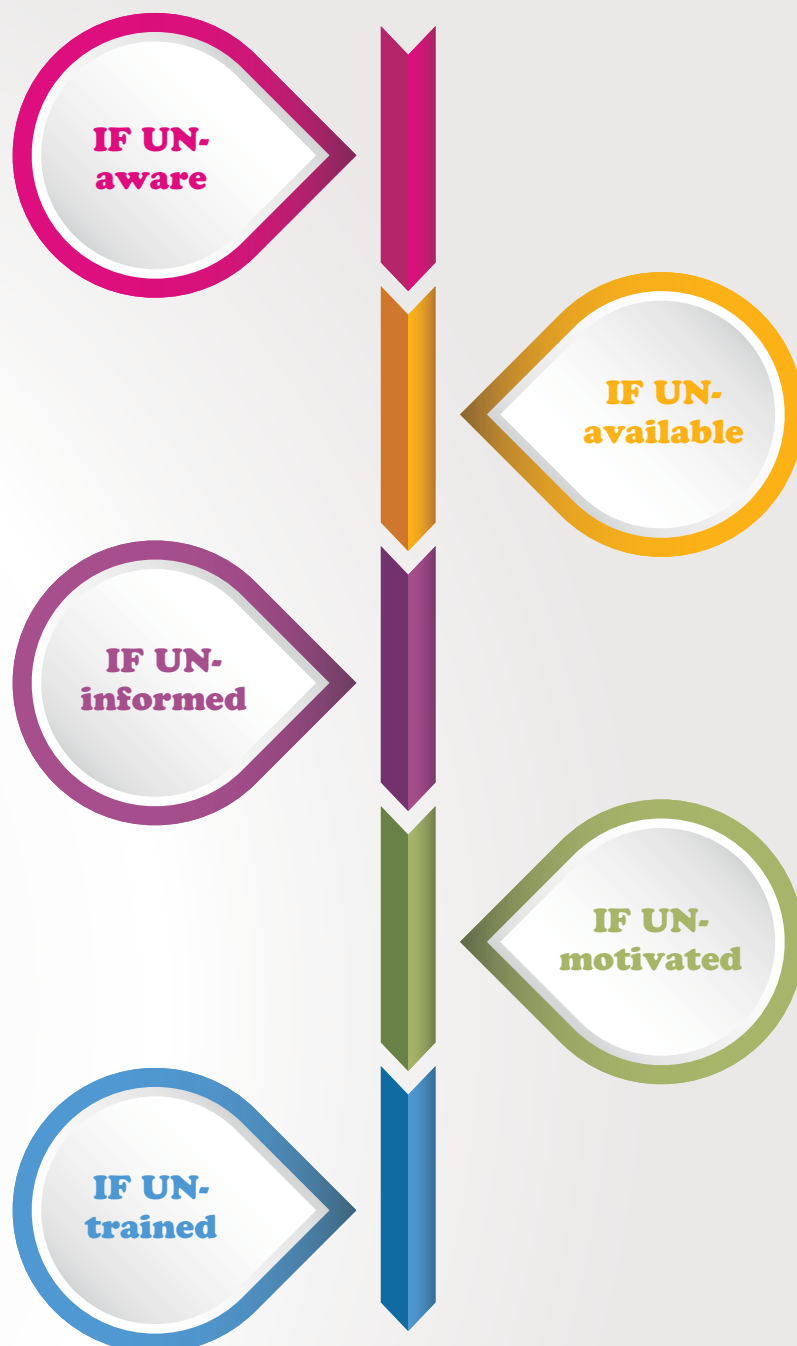 IF UN-
aware
IF UN-
available
IF UN-
informed
IF UN-
motivated
IF UN-
trained